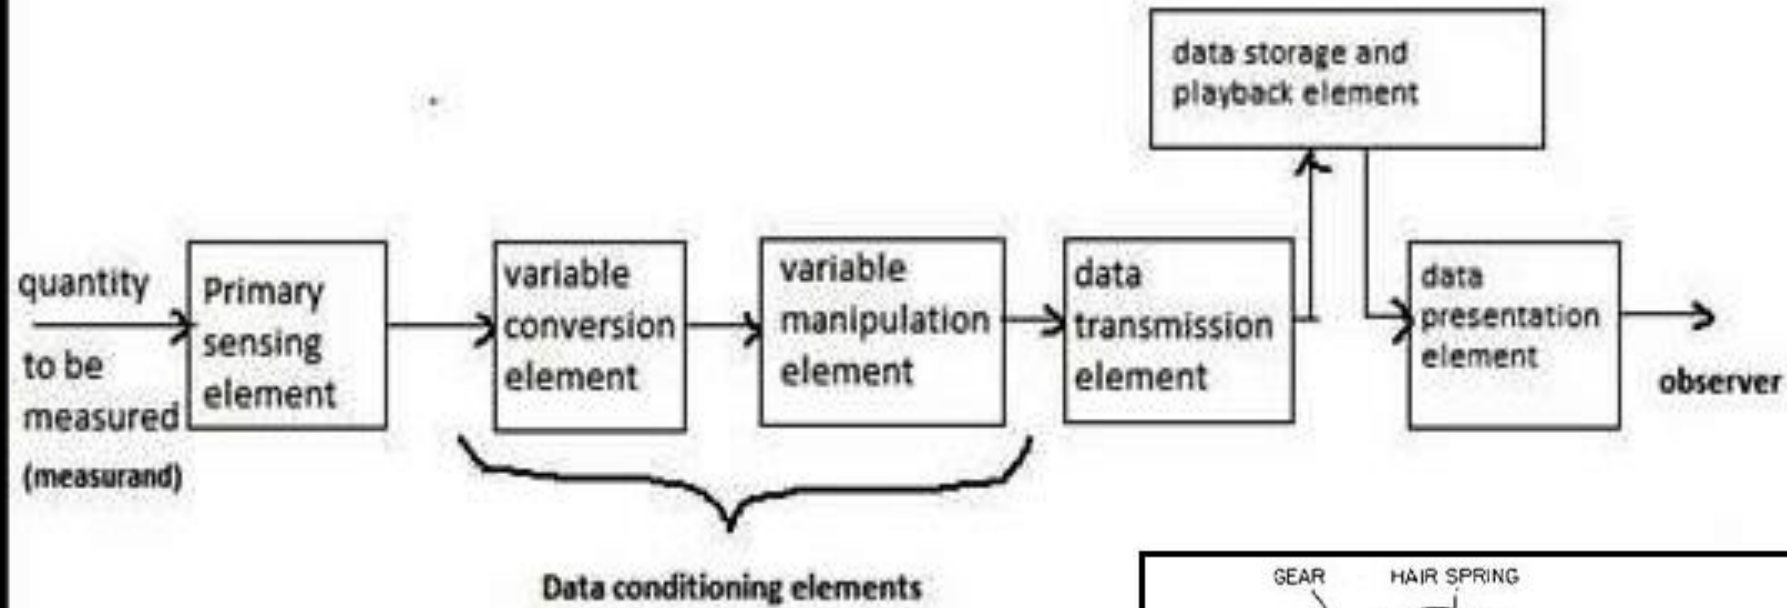 data storage and
playback element
quantity
to be
measured
(measurand)
Primary
sensing
element
variable
conversion
element
variable
manipulation
element
data
transmission
element
data
presentation
element
observer
Data conditioning elements
GEAR
HAIR SPRING